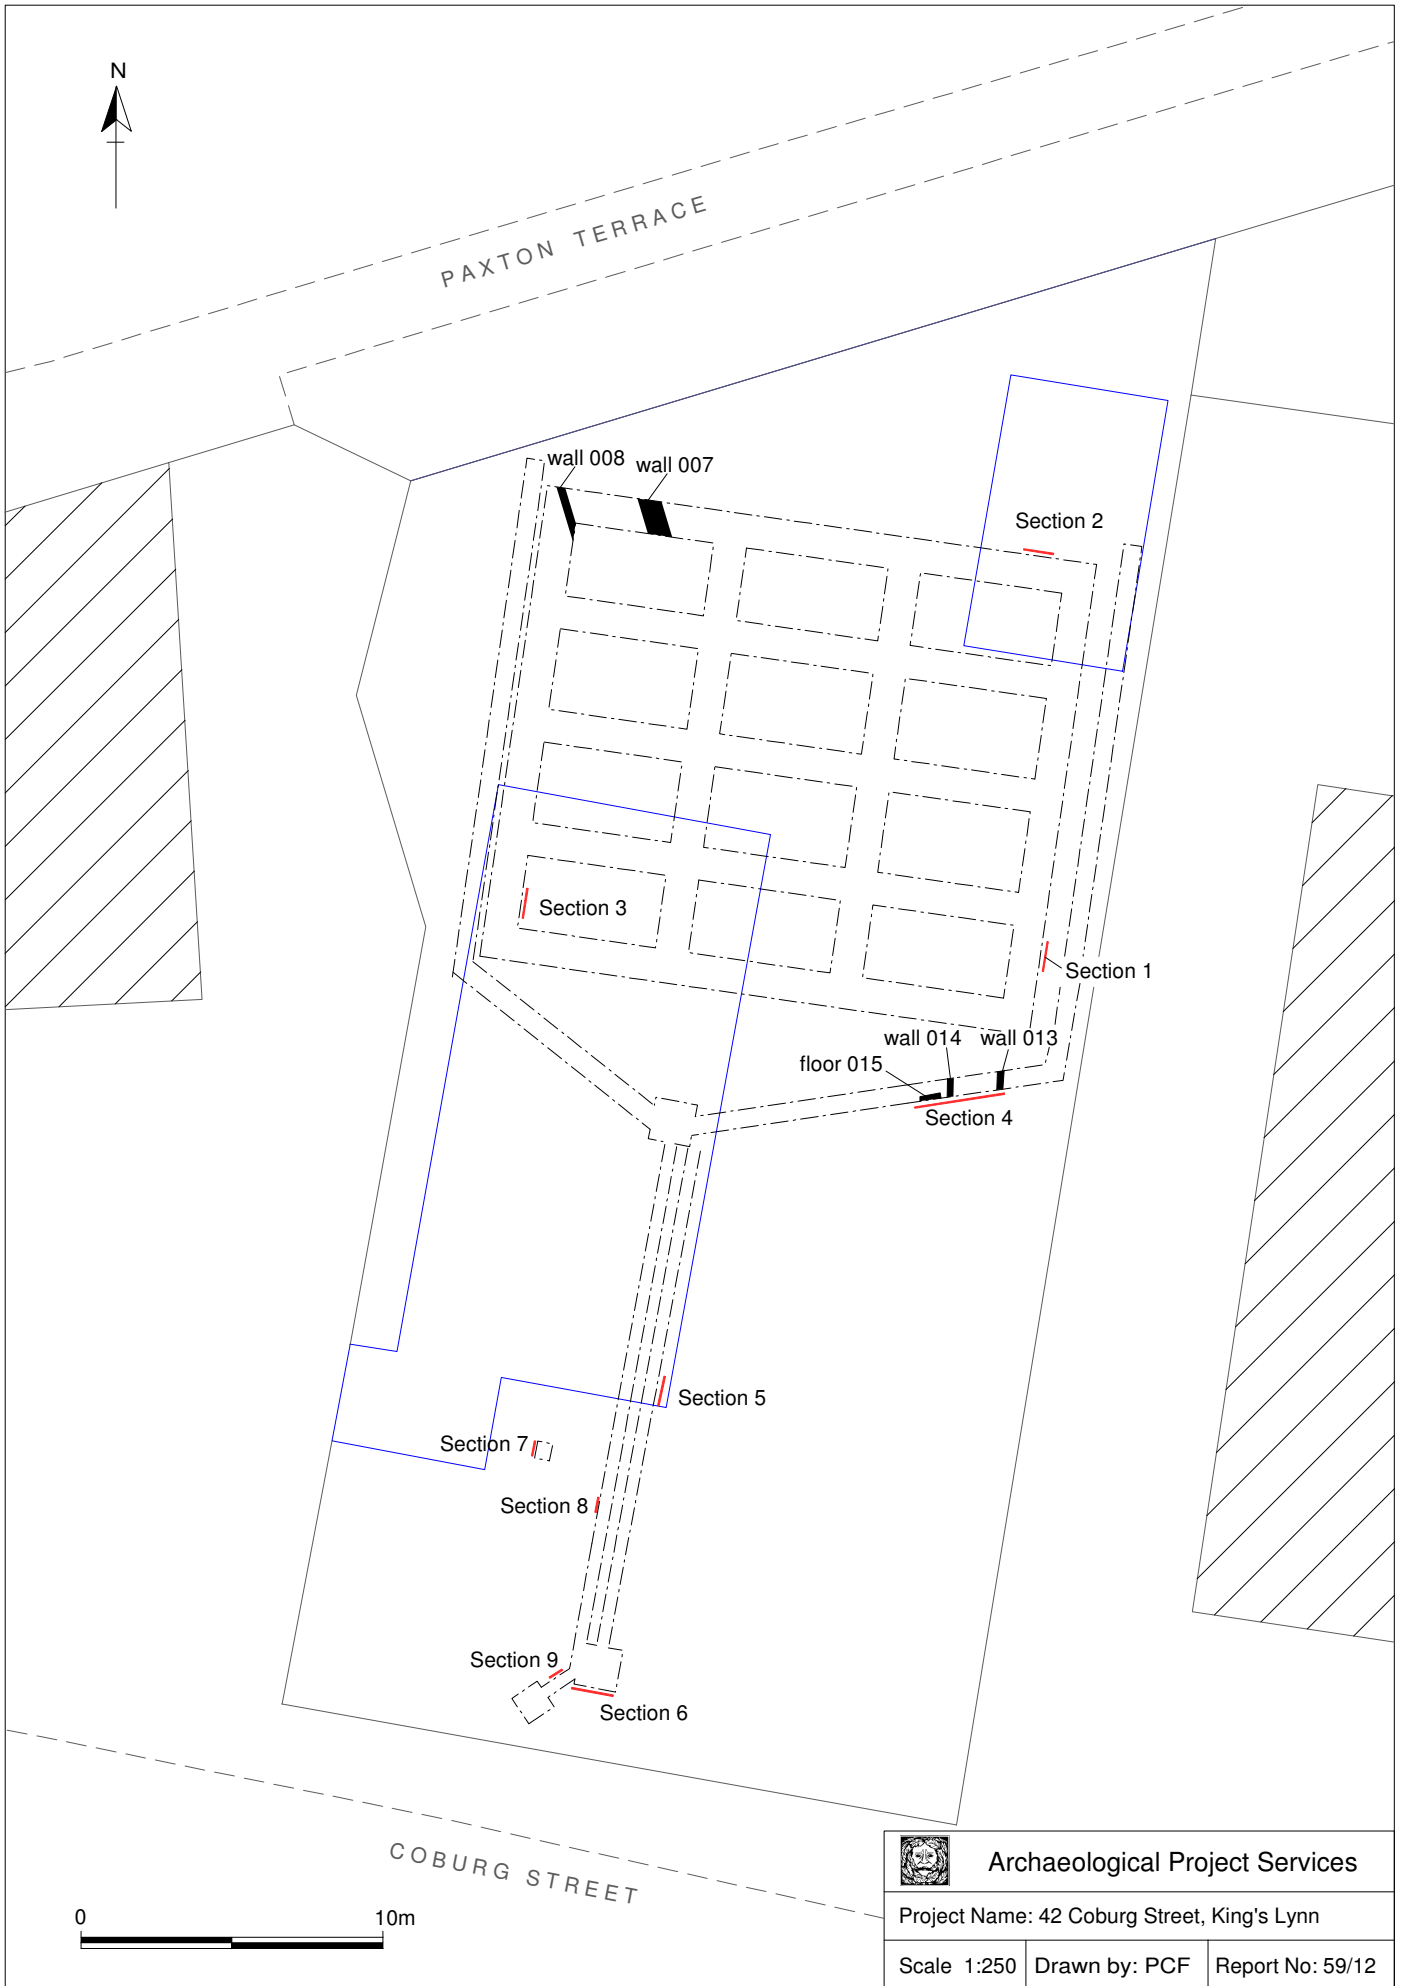 N
PAXTON TERRACE
wall 008
wall 007
Section 2
Section 3
Section 1
wall 014
wall 013
floor 015
Section 4
Section 5
Section 7
Section 8
Section 9
Section 6
COBURG STREET
0 10m
Archaeological Project Services
Project Name: 42 Coburg Street, King's Lynn
Scale 1:250 Drawn by: PCF Report No: 59/12